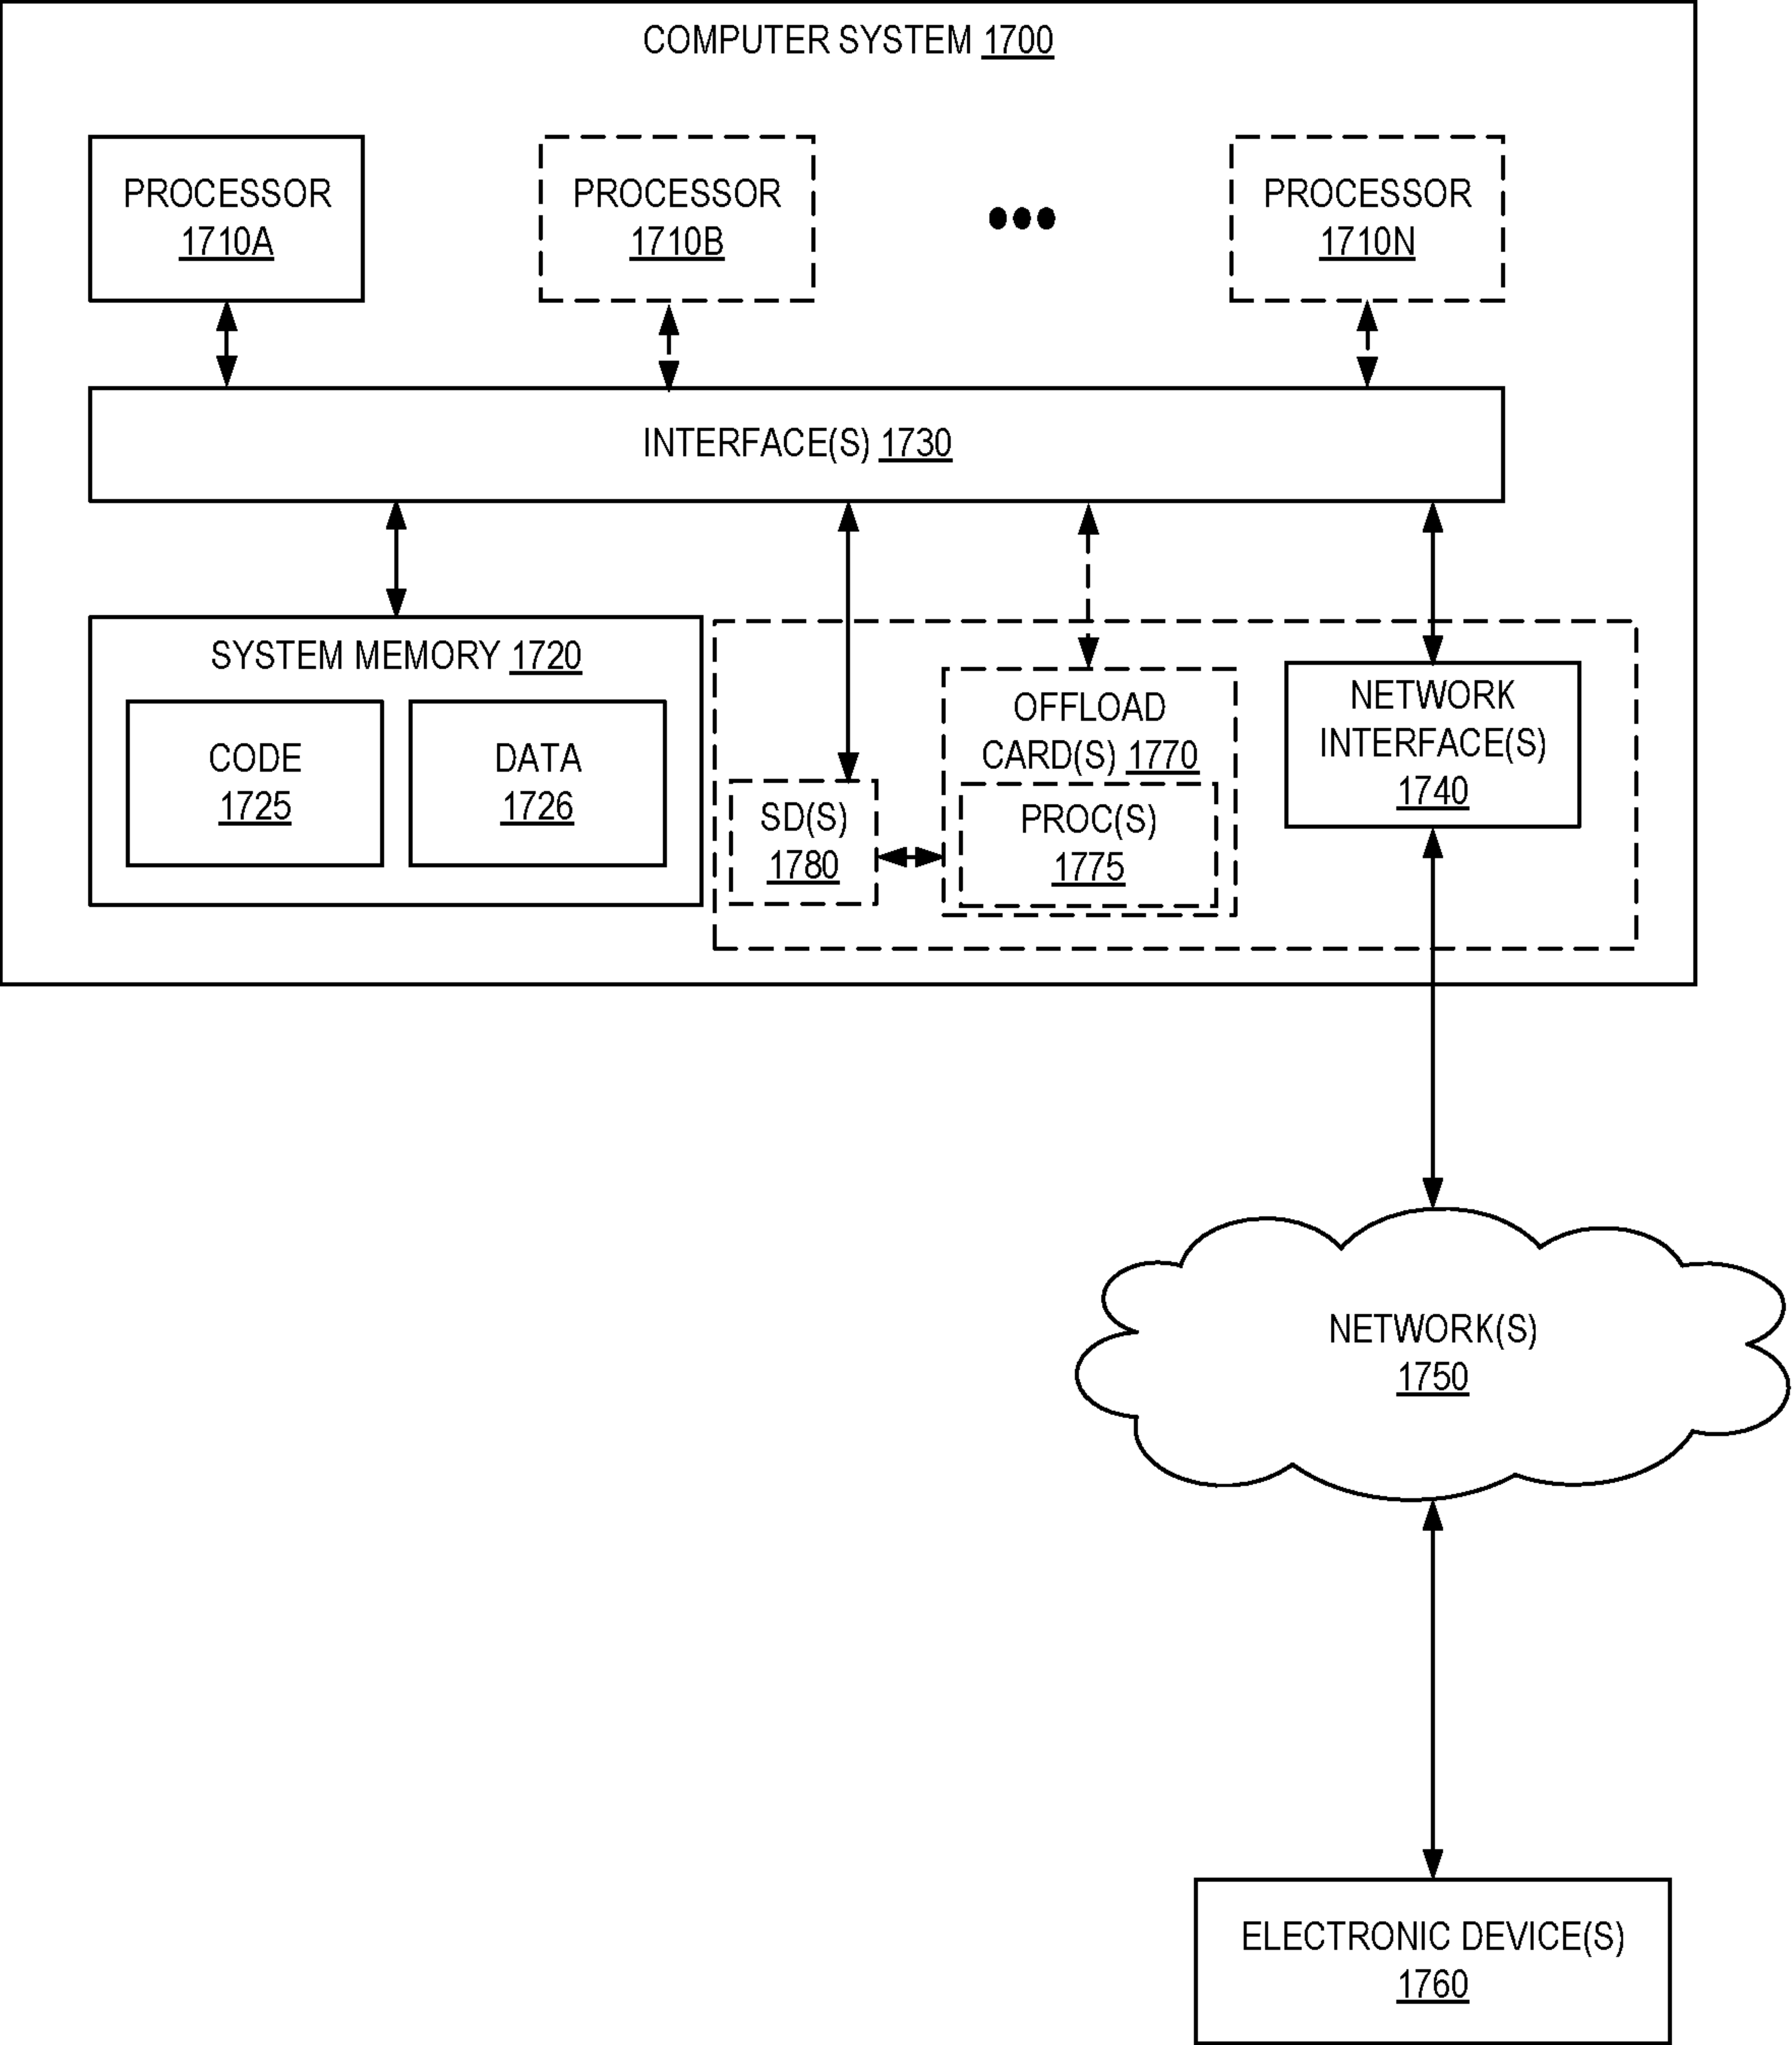 COMPUTER SYSTEM 1700
PROCESSOR
1710A
PROCESSOR
1710B
PROCESSOR
1710N
INTERFACE(S) 1730
SYSTEM MEMORY 1720
CODE
1725
DATA
1726
SD(S)
1780
OFFLOAD
CARD(S) 1770
PROC(S)
1775
NETWORK
INTERFACE(S)
1740
NETWORK(S)
1750
ELECTRONIC DEVICE(S)
1760